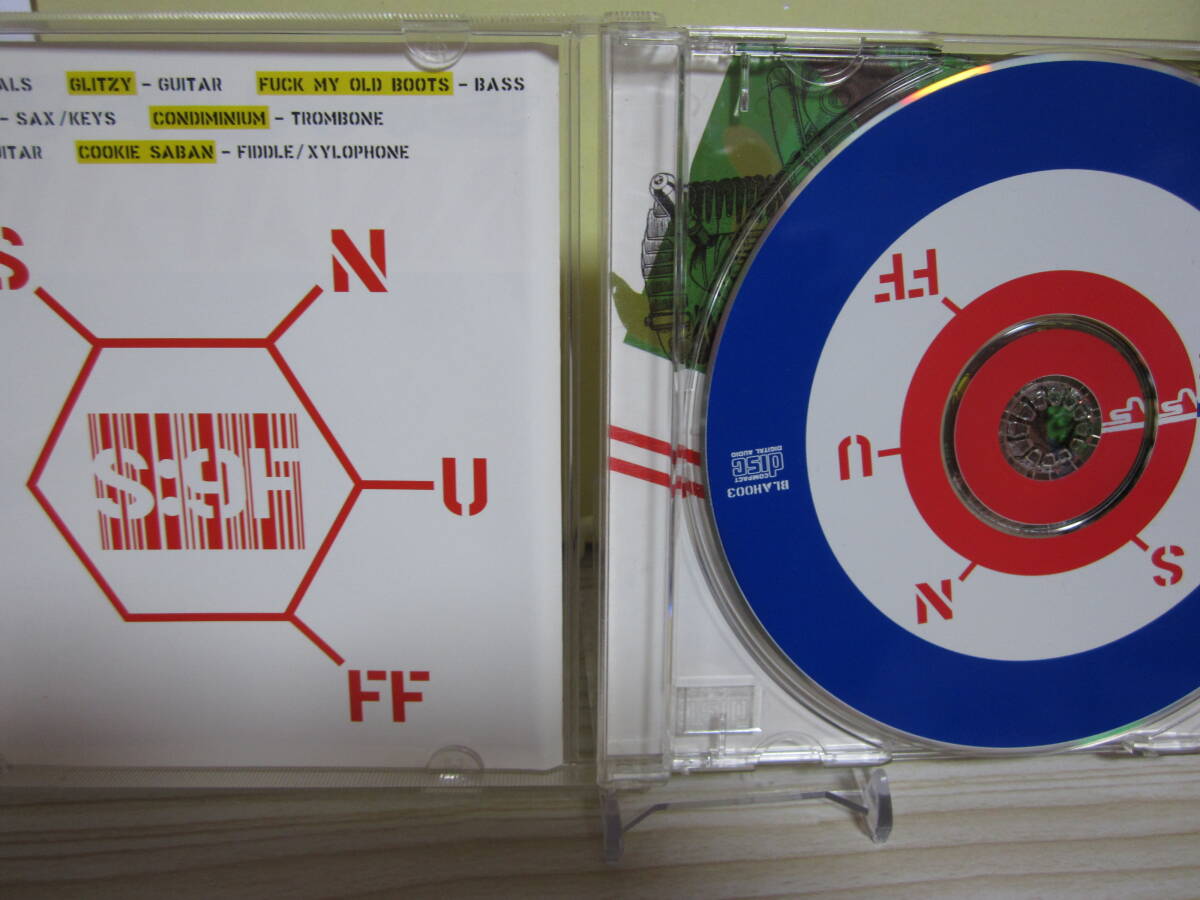 ALS GLITZY – GUITAR FUCK MY OLD BOOTS – BASS
– SAX/KEYS CONDIMINIUM – TROMBONE
ITAR COOKIE SABAN – FIDDLE/XYLOPHONE
S N
U
FF
FF
U
N
S
COMPACT
disc
DIGITAL AUDIO
BLAH003